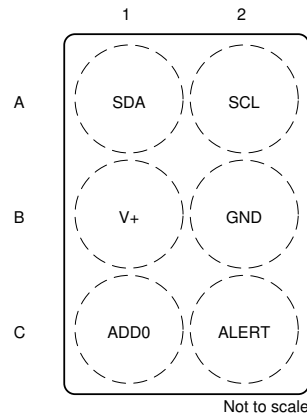 1 2
A SDA SCL
B V+ GND
C ADD0 ALERT
Not to scale